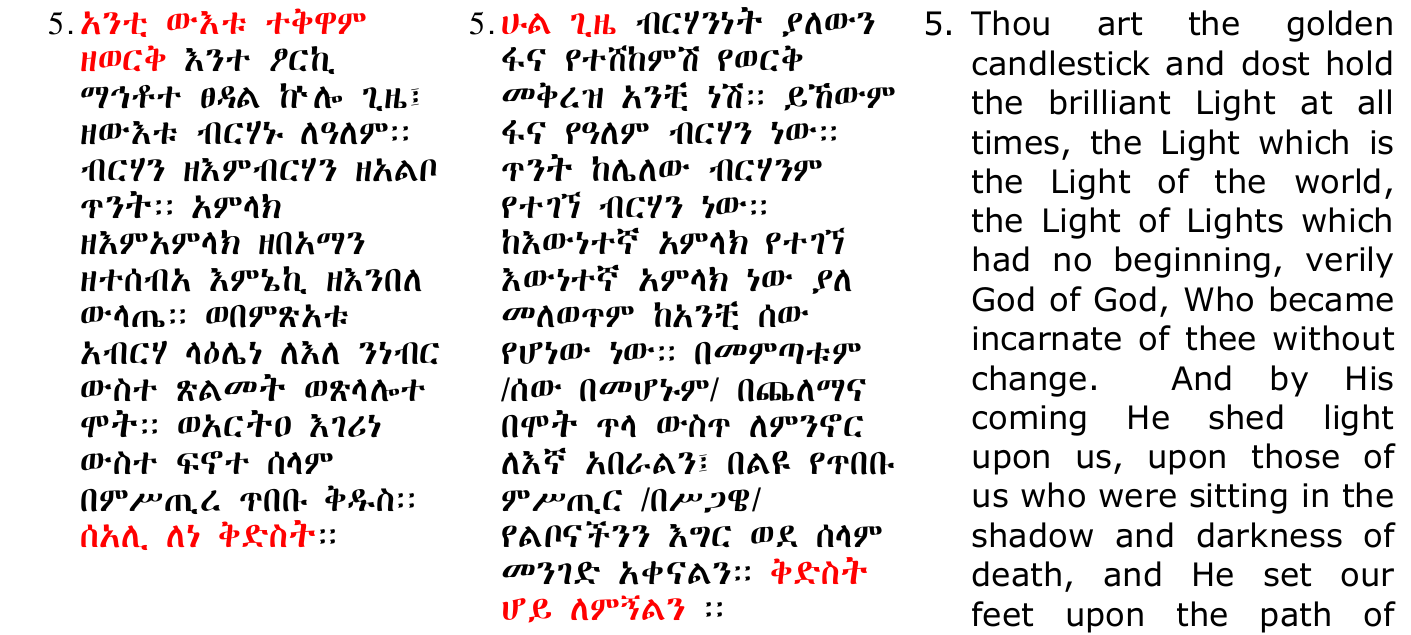 5. አንቲ ውእቱ ተቅዋም
ዘወርቅ እንተ ፆርኪ
ማኅቶተ ፀዳል ኵሎ ጊዜ፤
ዘውእቱ ብርሃኑ ለዓለም፡፡
ብርሃን ዘእምብርሃን ዘአልቦ
ጥንት፡፡ አምላክ
ዘእምአምላክ ዘበአማን
ዘተሰብአ እምኔኪ ዘእንበለ
ውላጤ፡፡ ወበምጽአቱ
አብርሃ ላዕሌነ ለእለ ንነብር
ውስተ ጽልመት ወጽላሎተ
ሞት፡፡ ወአርትዐ እገሪነ
ውስተ ፍኖተ ሰላም
በምሥጢረ ጥበቡ ቅዱስ፡፡
ሰአሊ ለነ ቅድስት፡፡
5. ሁል ጊዜ ብርሃንነት ያለውን
ፋና የተሸከምሽ የወርቅ
መቅረዝ አንቺ ነሽ፡፡ ይኸውም
ፋና የዓለም ብርሃን ነው፡፡
ጥንት ከሌለው ብርሃንም
የተገኘ ብርሃን ነው፡፡
ከእውነተኛ አምላክ የተገኘ
እውነተኛ አምላክ ነው ያለ
መለወጥም ከአንቺ ሰው
የሆነው ነው፡፡ በመምጣቱም
/ሰው በመሆኑም/ በጨለማና
በሞት ጥላ ውስጥ ለምንኖር
ለእኛ አበራልን፤ በልዩ የጥበቡ
ምሥጢር /በሥጋዌ/
የልቦናችንን እግር ወደ ሰላም
መንገድ አቀናልን፡፡ ቅድስት
ሆይ ለምኝልን ፡፡
5. Thou art the golden
candlestick and dost hold
the brilliant Light at all
times, the Light which is
the Light of the world,
the Light of Lights which
had no beginning, verily
God of God, Who became
incarnate of thee without
change. And by His
coming He shed light
upon us, upon those of
us who were sitting in the
shadow and darkness of
death, and He set our
feet upon the path of